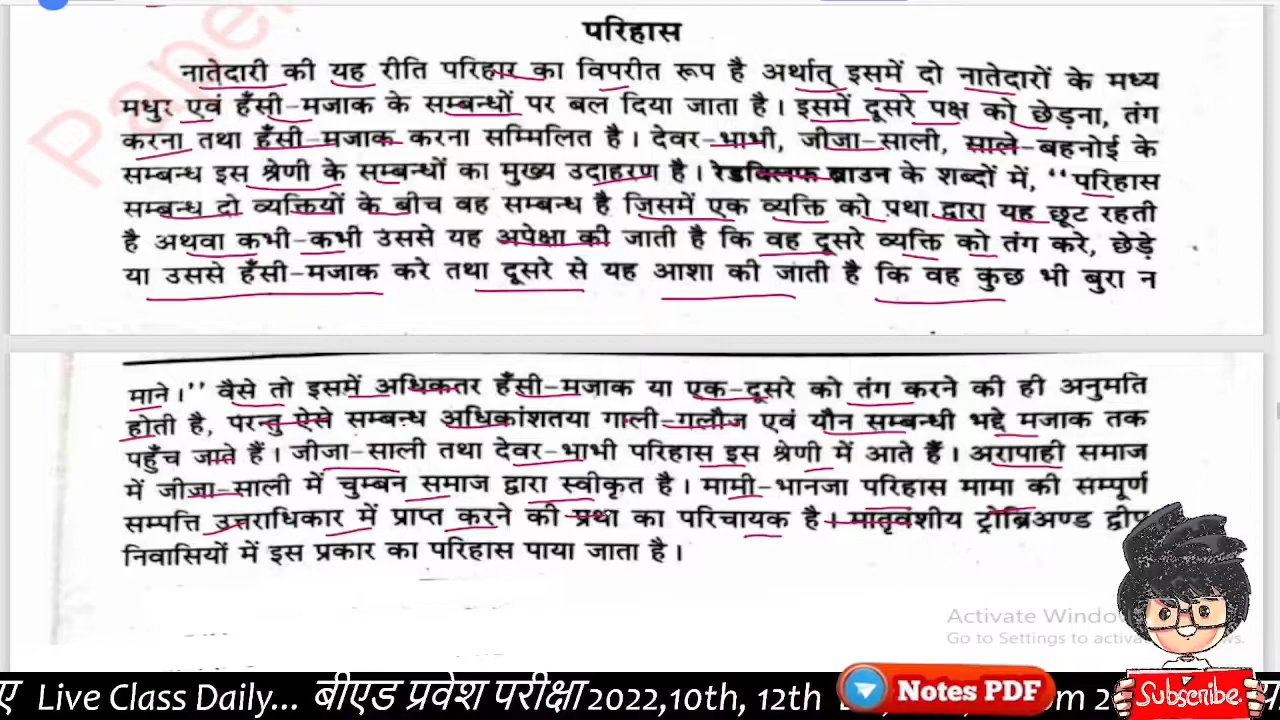 परिहास
नातेदारी की यह रीति परिहार का विपरीत रूप है अर्थात् इसमें दो नातेदारों के मध्य
मधुर एवं हँसी-मजाक के सम्बन्धों पर बल दिया जाता है। इसमें दूसरे पक्ष को छेड़ना, तंग
करना तथा हँसी-मजाक करना सम्मिलित है। देवर-भाभी, जीजा-साली, साले-बहनोई के
सम्बन्ध इस श्रेणी के सम्बन्धों का मुख्य उदाहरण है। रेडक्लिफ ब्राउन के शब्दों में, ‘‘परिहास
सम्बन्ध दो व्यक्तियों के बीच वह सम्बन्ध है जिसमें एक व्यक्ति को प्रथा द्वारा यह छूट रहती
है अथवा कभी-कभी उससे यह अपेक्षा की जाती है कि वह दूसरे व्यक्ति को तंग करे, छेड़े
या उससे हँसी-मजाक करे तथा दूसरे से यह आशा की जाती है कि वह कुछ भी बुरा न
माने।’’ वैसे तो इसमें अधिकतर हँसी-मजाक या एक-दूसरे को तंग करने की ही अनुमति
होती है, परन्तु ऐसे सम्बन्ध अधिकांशतया गाली-गलौज एवं यौन सम्बन्धी भद्दे मजाक तक
पहुँच जाते हैं। जीजा-साली तथा देवर-भाभी परिहास इस श्रेणी में आते हैं। अरापाही समाज
में जीजा-साली में चुम्बन समाज द्वारा स्वीकृत है। मामी-भानजा परिहास मामा की सम्पूर्ण
सम्पत्ति उत्तराधिकार में प्राप्त करने की प्रथा का परिचायक है। मातृवंशीय ट्रोब्रिअण्ड द्वीप
निवासियों में इस प्रकार का परिहास पाया जाता है।
Activate Windo
Go to Settings to activa ws.
ए Live Class Daily... बीएड प्रवेश परीक्षा 2022,10th, 12th
Notes PDF
Subscribe